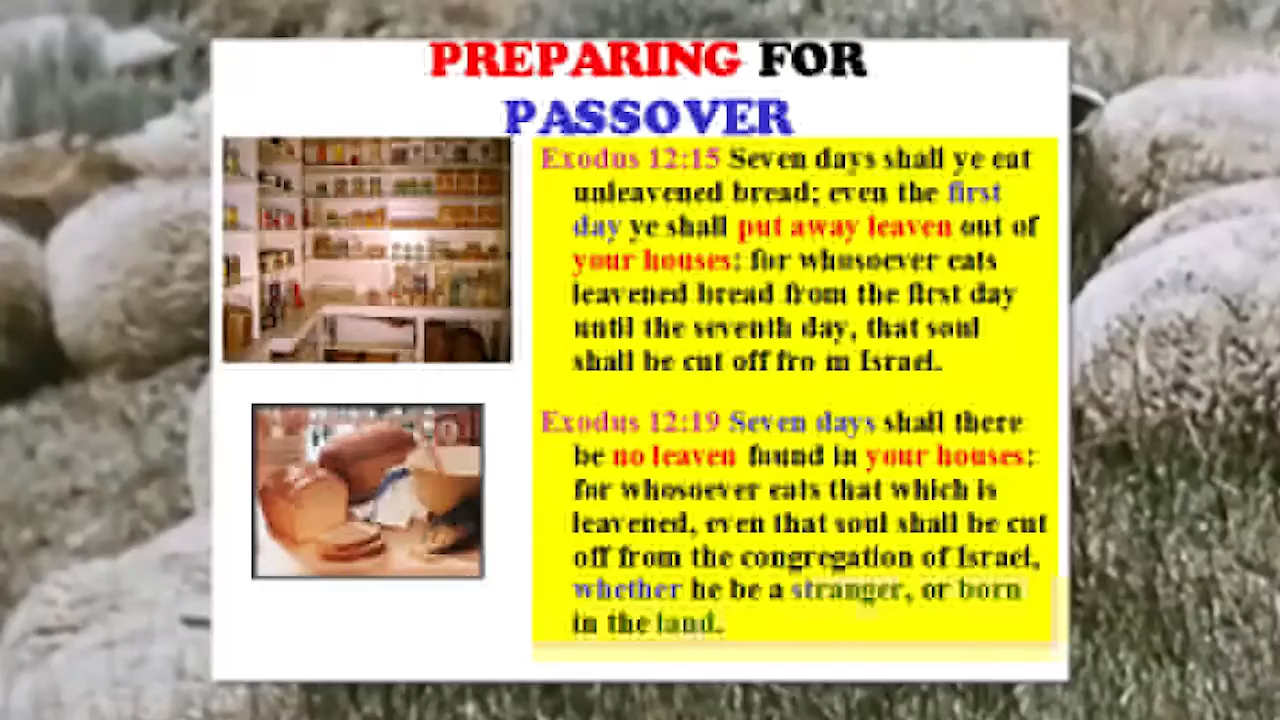 PREPARING FOR
PASSOVER
Exodus 12:15 Seven days shall ye eat
unleavened bread; even the first
day ye shall put away leaven out of
your houses: for whosoever eats
leavened bread from the first day
until the seventh day, that soul
shall be cut off fro m Israel.
Exodus 12:19 Seven days shall there
be no leaven found in your houses:
for whosoever eats that which is
leavened, even that soul shall be cut
off from the congregation of Israel,
whether he be a stranger, or born
in the land.